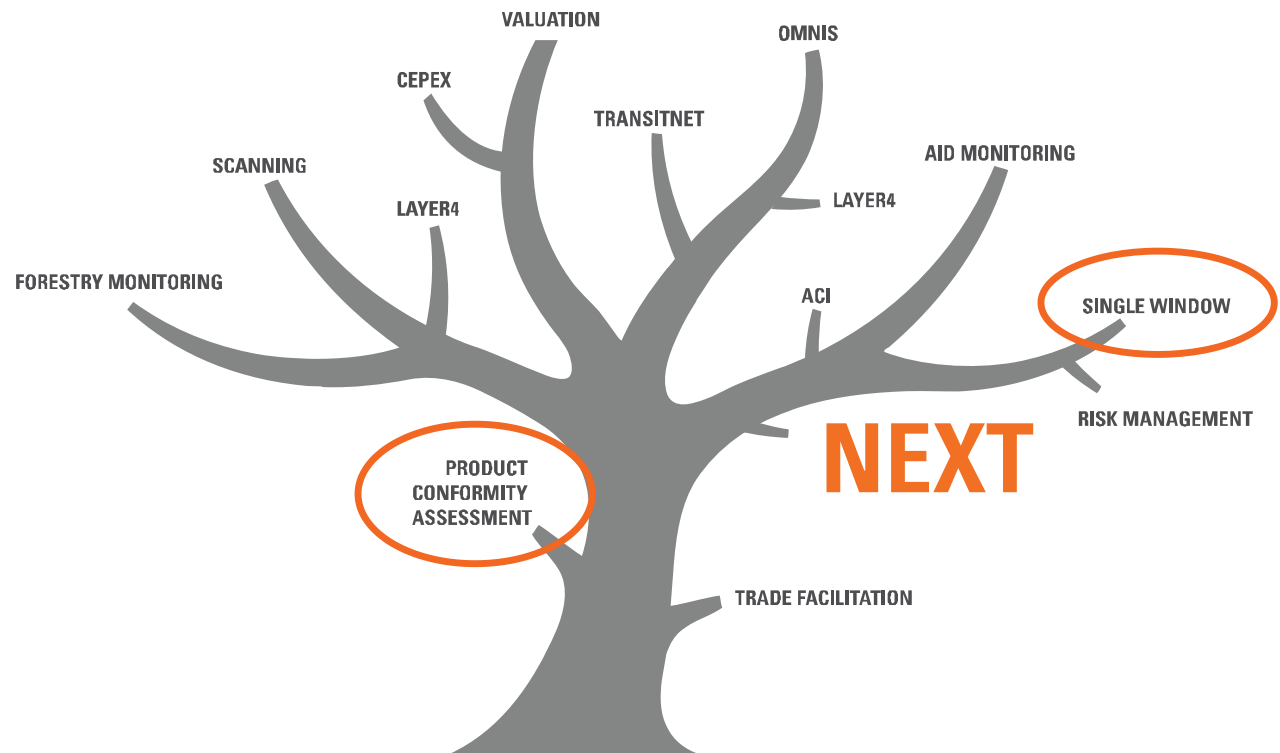 VALUATION
OMNIS
CEPEX
TRANSITNET
SCANNING
AID MONITORING
LAYER4
LAYER4
FORESTRY MONITORING
ACI
SINGLE WINDOW
RISK MANAGEMENT
NEXT
PRODUCT
CONFORMITY
ASSESSMENT
TRADE FACILITATION